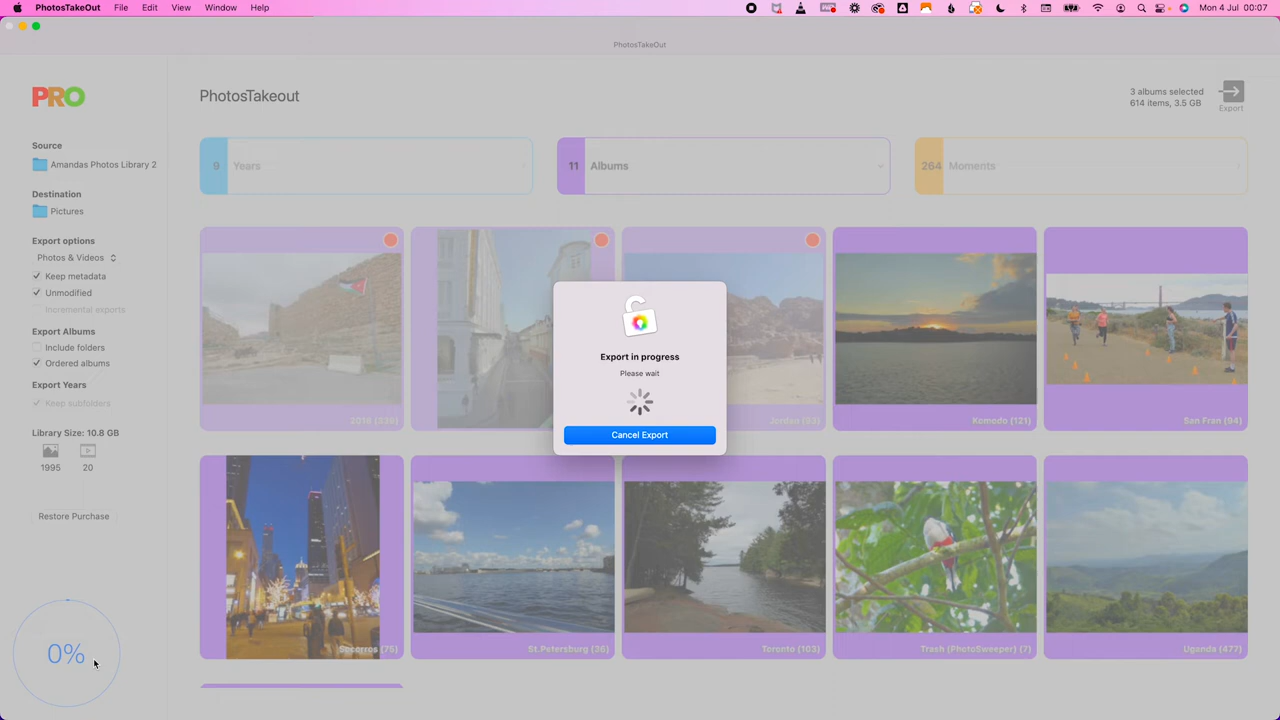 PhotosTakeOut File Edit View Window Help
Mon 4 Jul 00:07
PhotosTakeOut
PRO
PhotosTakeout
3 albums selected
614 items, 3.5 GB
Export
Source
Amandas Photos Library 2
Destination
Pictures
Export options
Photos & Videos
Keep metadata
Unmodified
Incremental exports
Export Albums
Include folders
Ordered albums
Export Years
Keep subfolders
Library Size: 10.8 GB
1995 20
Restore Purchase
0%
9 Years
11 Albums
264 Moments
Export in progress
Please wait
Cancel Export
Komodo (121)
San Fran (94)
Socorros (75)
St.Petersburg (36)
Toronto (103)
Trash (PhotoSweeper) (7)
Uganda (477)